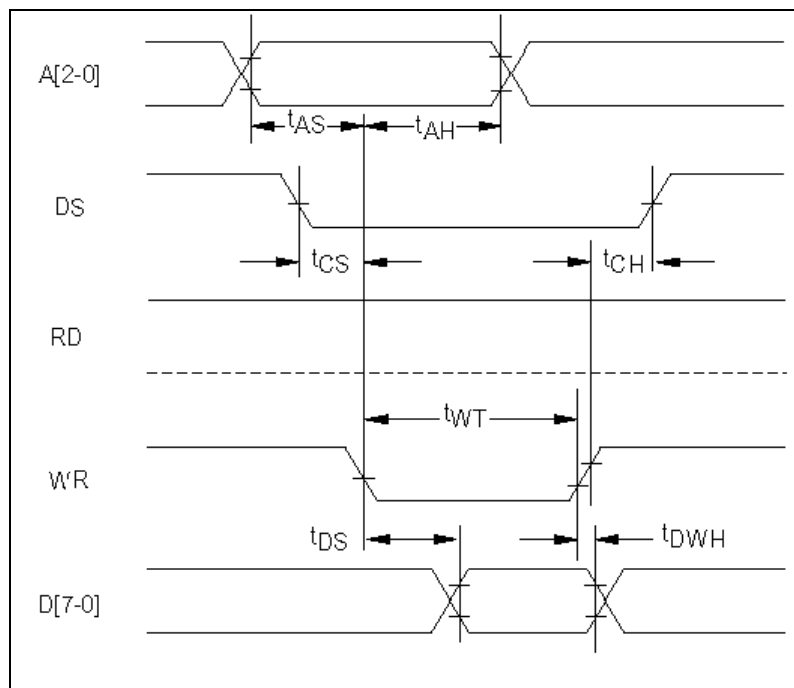 A[2-0]
tAS
tAH
DS
tCS
tCH
RD
tWT
WR
tDS
tDWH
D[7-0]